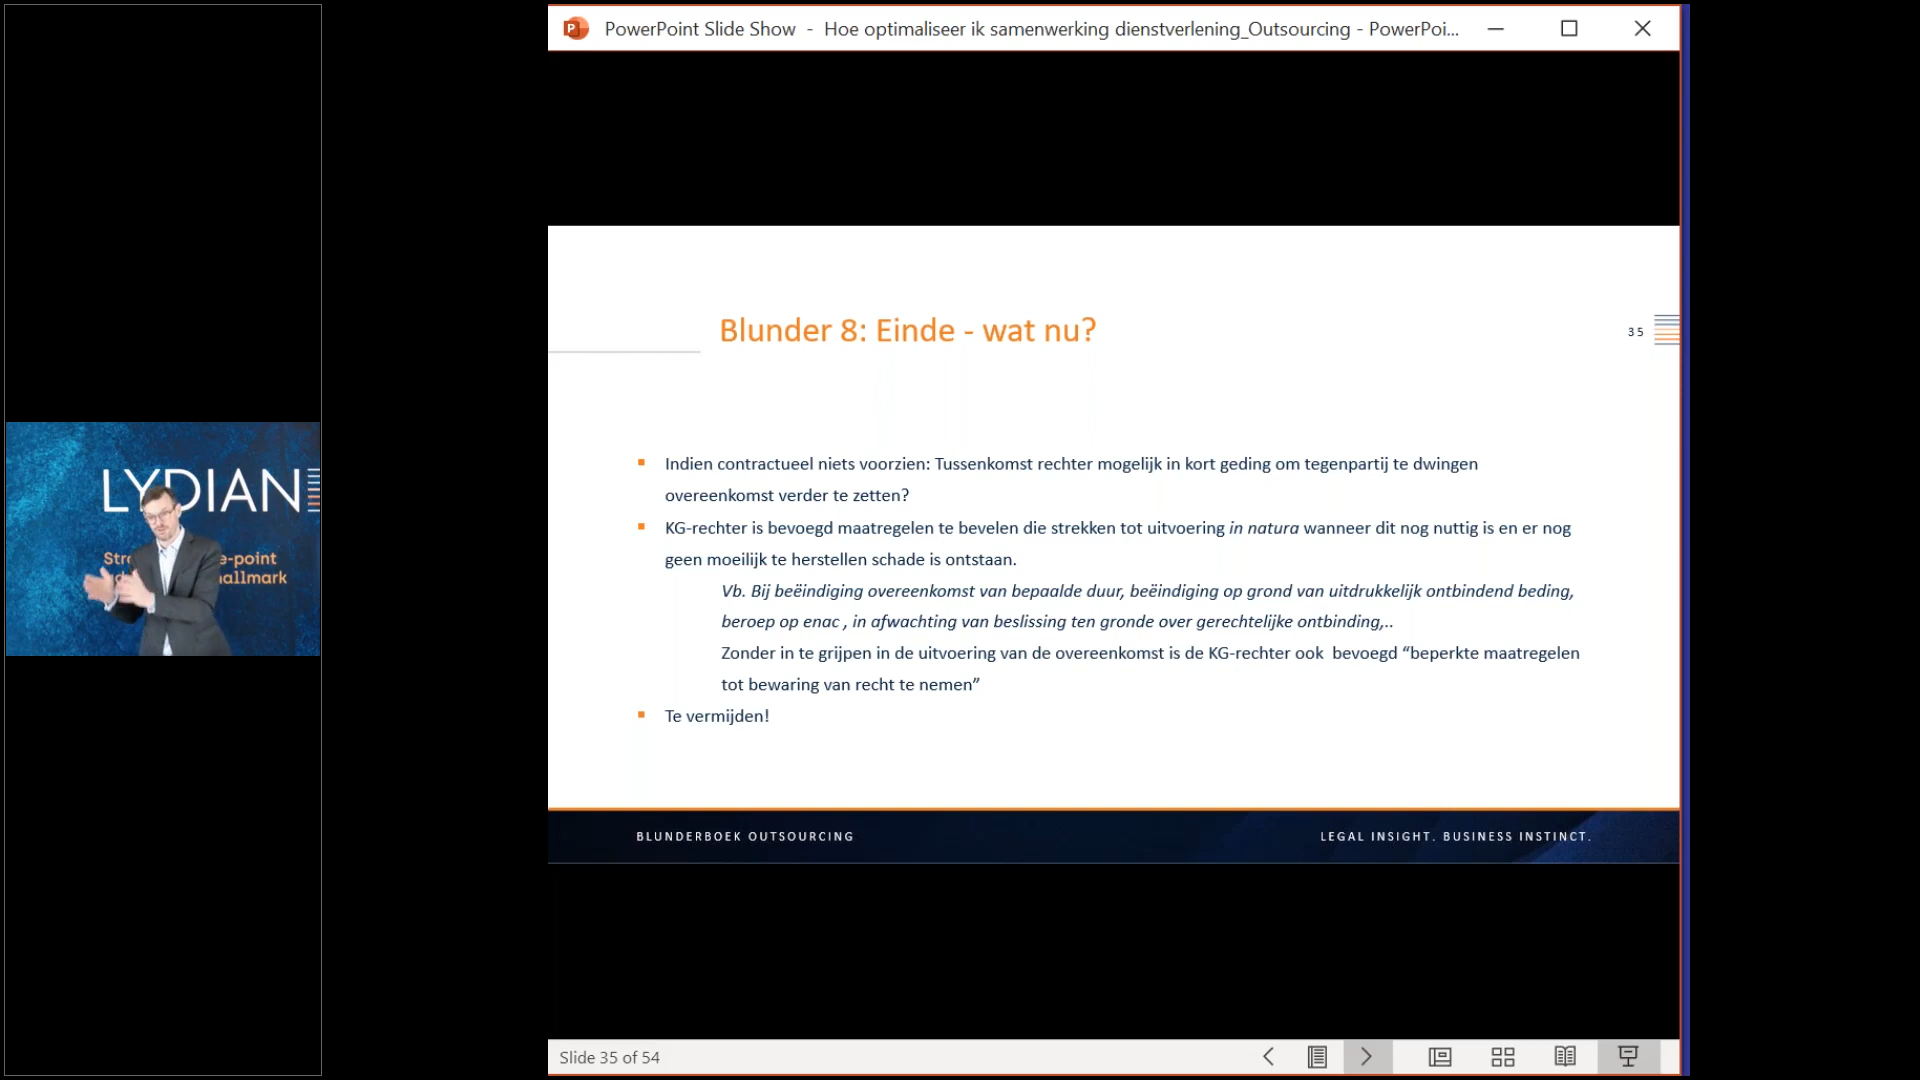 PowerPoint Slide Show - Hoe optimaliseer ik samenwerking dienstverlening_Outsourcing - PowerPoi...
LYDIAN
e-point
hallmark
Blunder 8: Einde - wat nu?
35
Indien contractueel niets voorzien: Tussenkomst rechter mogelijk in kort geding om tegenpartij te dwingen
overeenkomst verder te zetten?
KG-rechter is bevoegd maatregelen te bevelen die strekken tot uitvoering in natura wanneer dit nog nuttig is en er nog
geen moeilijk te herstellen schade is ontstaan.
Vb. Bij beëindiging overeenkomst van bepaalde duur, beëindiging op grond van uitdrukkelijk ontbindend beding,
beroep op enac , in afwachting van beslissing ten gronde over gerechtelijke ontbinding,..
Zonder in te grijpen in de uitvoering van de overeenkomst is de KG-rechter ook bevoegd “beperkte maatregelen
tot bewaring van recht te nemen”
Te vermijden!
BLUNDERBOEK OUTSOURCING
LEGAL INSIGHT. BUSINESS INSTINCT.
Slide 35 of 54